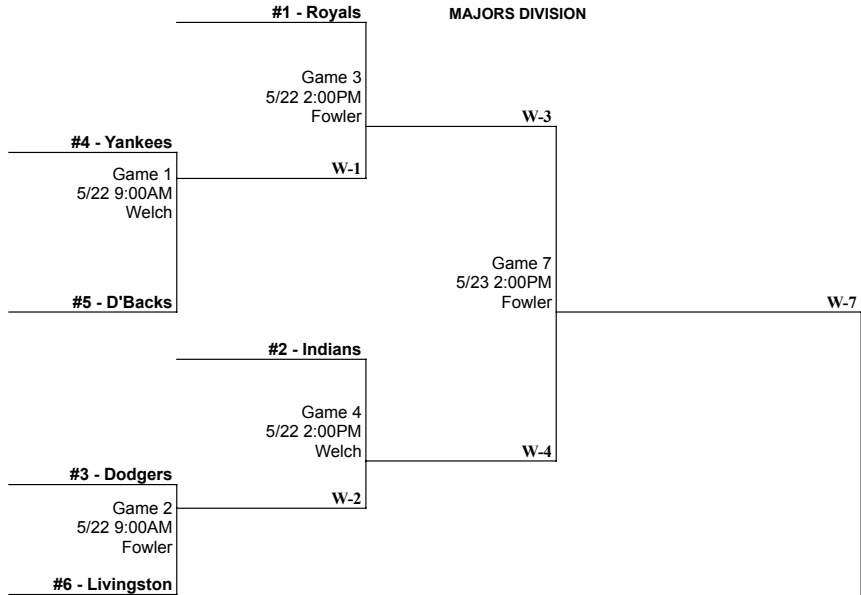 #1 - Royals
MAJORS DIVISION
Game 3
5/22 2:00PM
Fowler
W-3
#4 - Yankees
W-1
Game 1
5/22 9:00AM
Welch
Game 7
5/23 2:00PM
Fowler
#5 - D'Backs
W-7
#2 - Indians
Game 4
5/22 2:00PM
Welch
W-4
#3 - Dodgers
W-2
Game 2
5/22 9:00AM
Fowler
#6 - Livingston